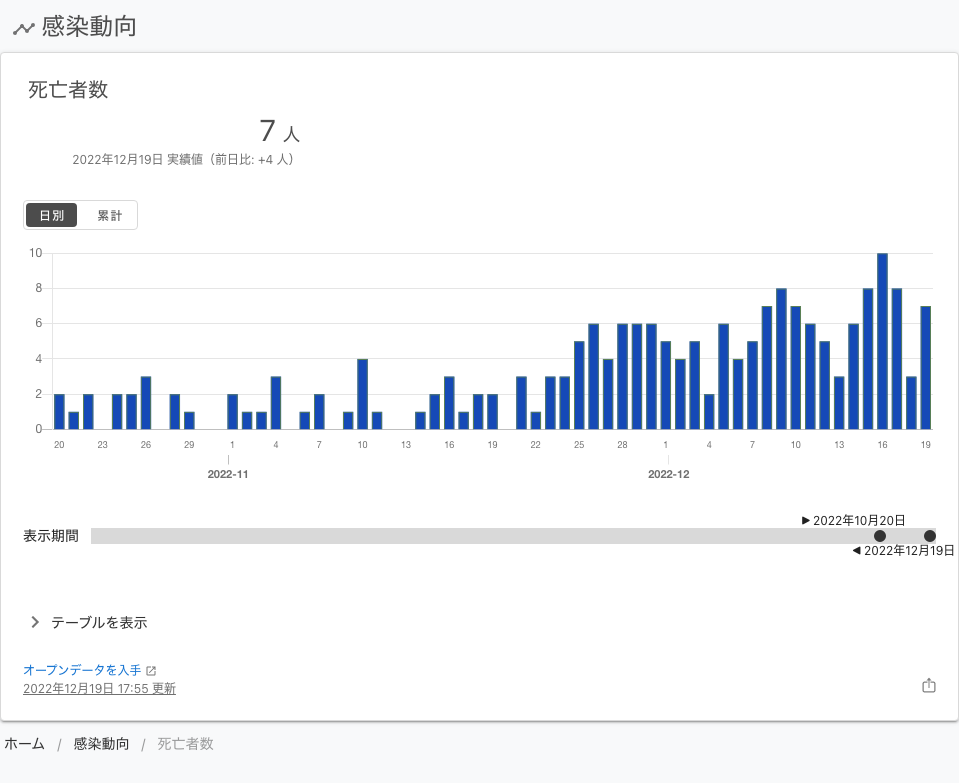 感染動向
死亡者数
7 人
2022年12月19日 実績値（前日比: +4 人）
日別 累計
10
8
6
4
2
0
20 23 26 29 1 4 7 10 13 16 19 22 25 28 1 4 7 10 13 16 19
2022-11 2022-12
▶ 2022年10月20日
表示期間
◀ 2022年12月19日
テーブルを表示
オープンデータを入手
2022年12月19日 17:55 更新
ホーム / 感染動向 / 死亡者数